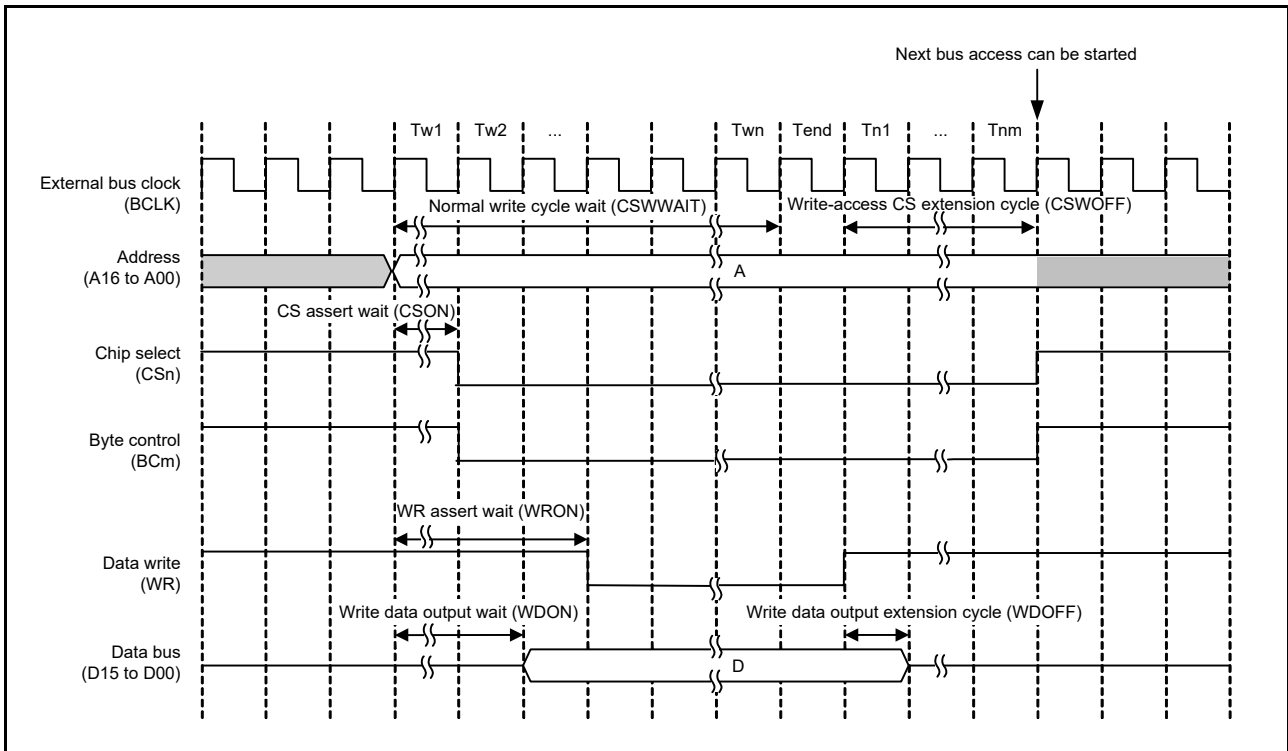 Next bus access can be started
Tw1 Tw2 ... Twn Tend Tn1 ... Tnm
External bus clock
(BCLK)
Normal write cycle wait (CSWWAIT) Write-access CS extension cycle (CSWOFF)
Address
(A16 to A00)
A
CS assert wait (CSON)
Chip select
(CSn)
Byte control
(BCm)
WR assert wait (WRON)
Data write
(WR)
Write data output wait (WDON) Write data output extension cycle (WDOFF)
Data bus
(D15 to D00)
D